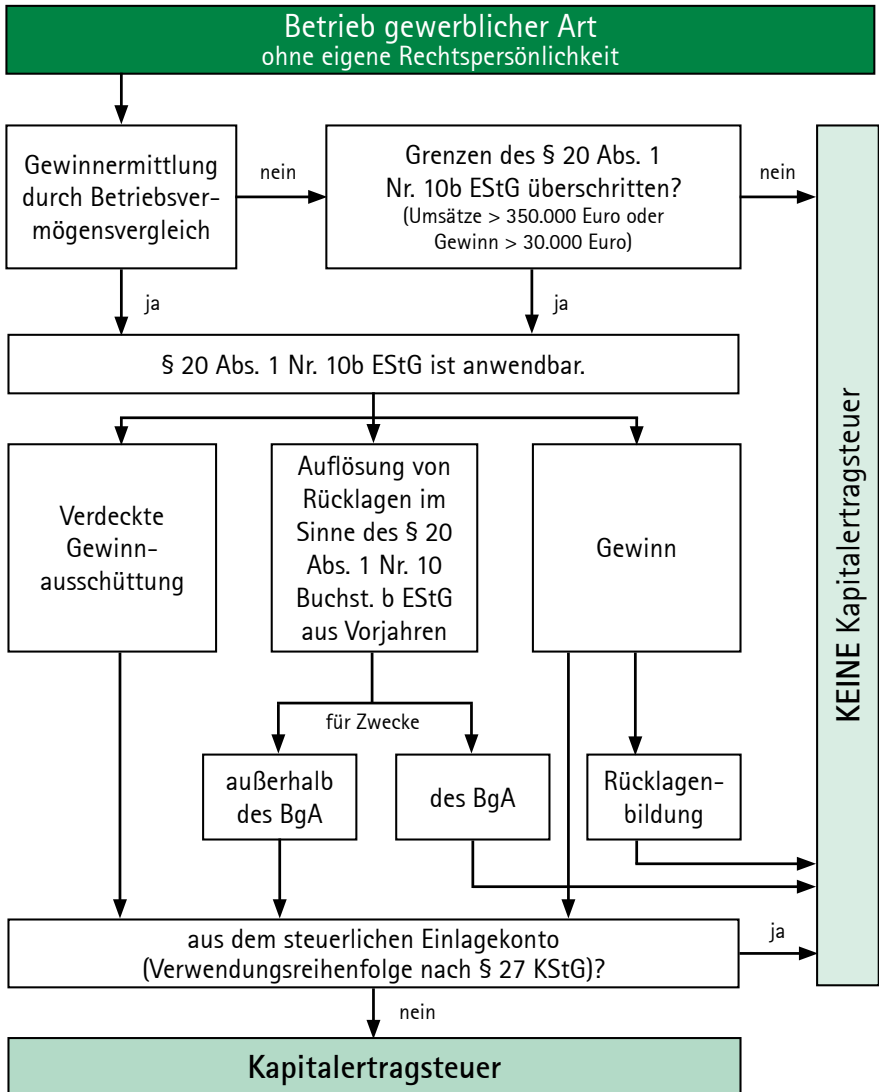 Betrieb gewerblicher Art
ohne eigene Rechtspersönlichkeit
Gewinnermittlung
durch Betriebsver-
mögensvergleich
nein
Grenzen des § 20 Abs. 1
Nr. 10b EStG überschritten?
(Umsätze > 350.000 Euro oder
Gewinn > 30.000 Euro)
nein
ja
ja
§ 20 Abs. 1 Nr. 10b EStG ist anwendbar.
Verdeckte
Gewinn-
ausschüttung
Auflösung von
Rücklagen im
Sinne des § 20
Abs. 1 Nr. 10
Buchst. b EStG
aus Vorjahren
Gewinn
KEINE Kapitalertragsteuer
für Zwecke
außerhalb
des BgA
des BgA
Rücklagen-
bildung
aus dem steuerlichen Einlagekonto
(Verwendungsreihenfolge nach § 27 KStG)?
ja
nein
Kapitalertragsteuer